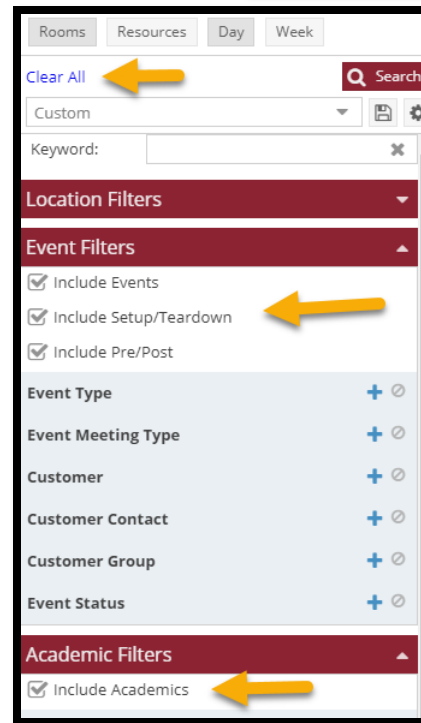 Rooms Resources Day Week
Clear All Search
Custom
Keyword:
Location Filters
Event Filters
Include Events
Include Setup/Teardown
Include Pre/Post
Event Type
Event Meeting Type
Customer
Customer Contact
Customer Group
Event Status
Academic Filters
Include Academics